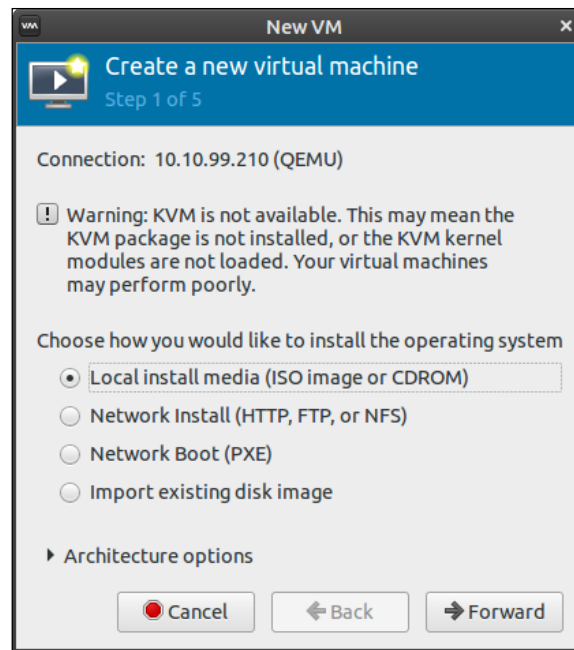 vm
New VM
×
Create a new virtual machine
Step 1 of 5
Connection: 10.10.99.210 (QEMU)
! Warning: KVM is not available. This may mean the
KVM package is not installed, or the KVM kernel
modules are not loaded. Your virtual machines
may perform poorly.
Choose how you would like to install the operating system
Local install media (ISO image or CDROM)
Network Install (HTTP, FTP, or NFS)
Network Boot (PXE)
Import existing disk image
Architecture options
Cancel
Back
Forward